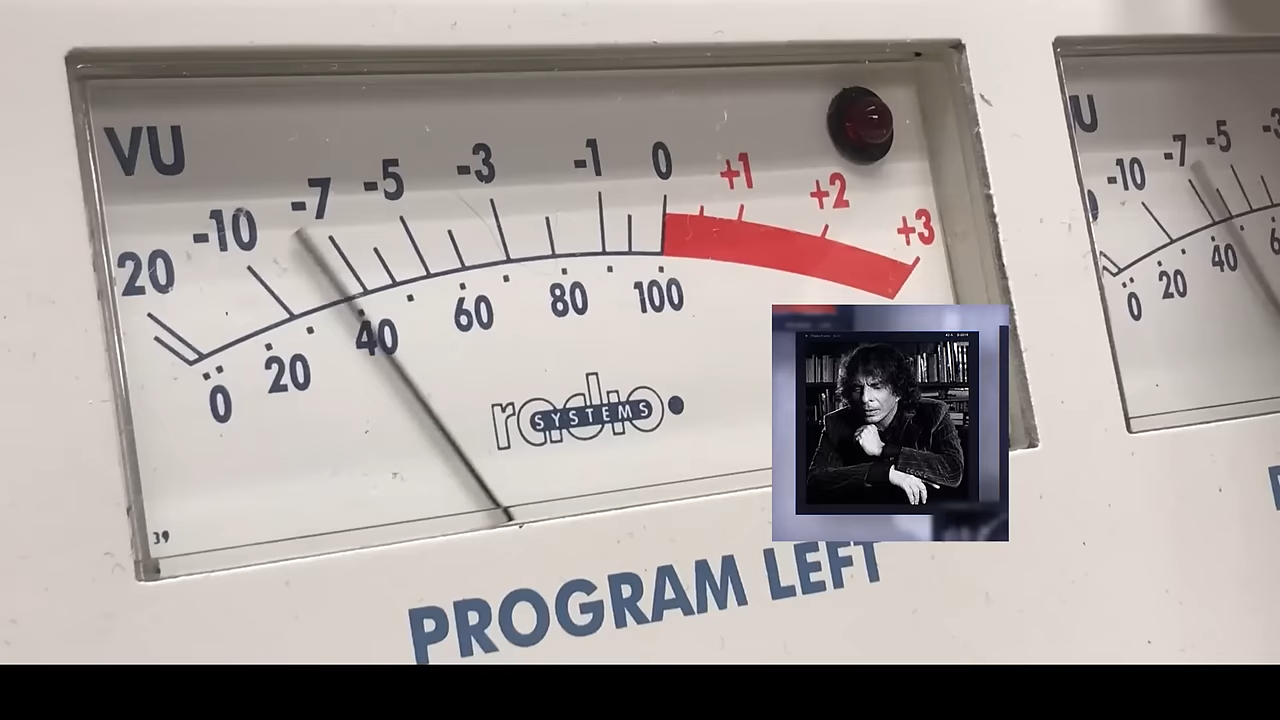 VU
20 -10 -7 -5 -3 -1 0 +1 +2 +3
0 20 40 60 80 100
radio
SYSTEMS
39
PROGRAM LEFT
U
-10 -7 -5
0 20 40